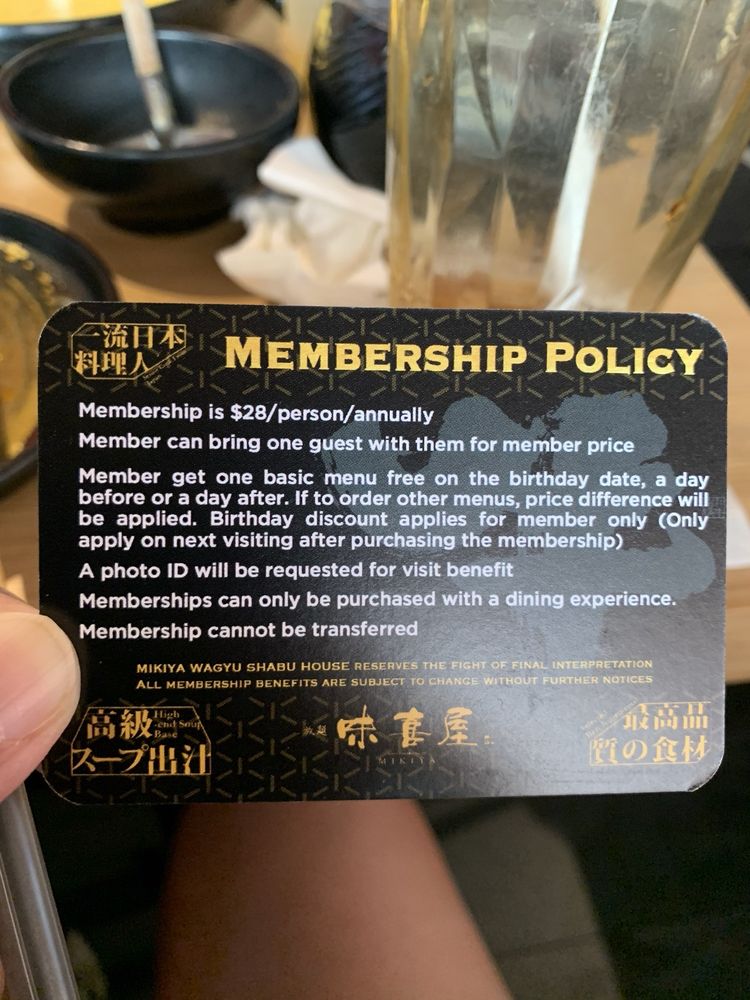 一流日本
料理人
MEMBERSHIP POLICY
Membership is $28/person/annually
Member can bring one guest with them for member price
Member get one basic menu free on the birthday date, a day
before or a day after. If to order other menus, price difference will
be applied. Birthday discount applies for member only (Only
apply on next visiting after purchasing the membership)
A photo ID will be requested for visit benefit
Memberships can only be purchased with a dining experience.
Membership cannot be transferred
MIKIYA WAGYU SHABU HOUSE RESERVES THE FIGHT OF FINAL INTERPRETATION
ALL MEMBERSHIP BENEFITS ARE SUBJECT TO CHANGE WITHOUT FURTHER NOTICES
高級 High
-end Soup
Base
スープ出汁
味喜屋
MIKIYA
最高品
質の食材